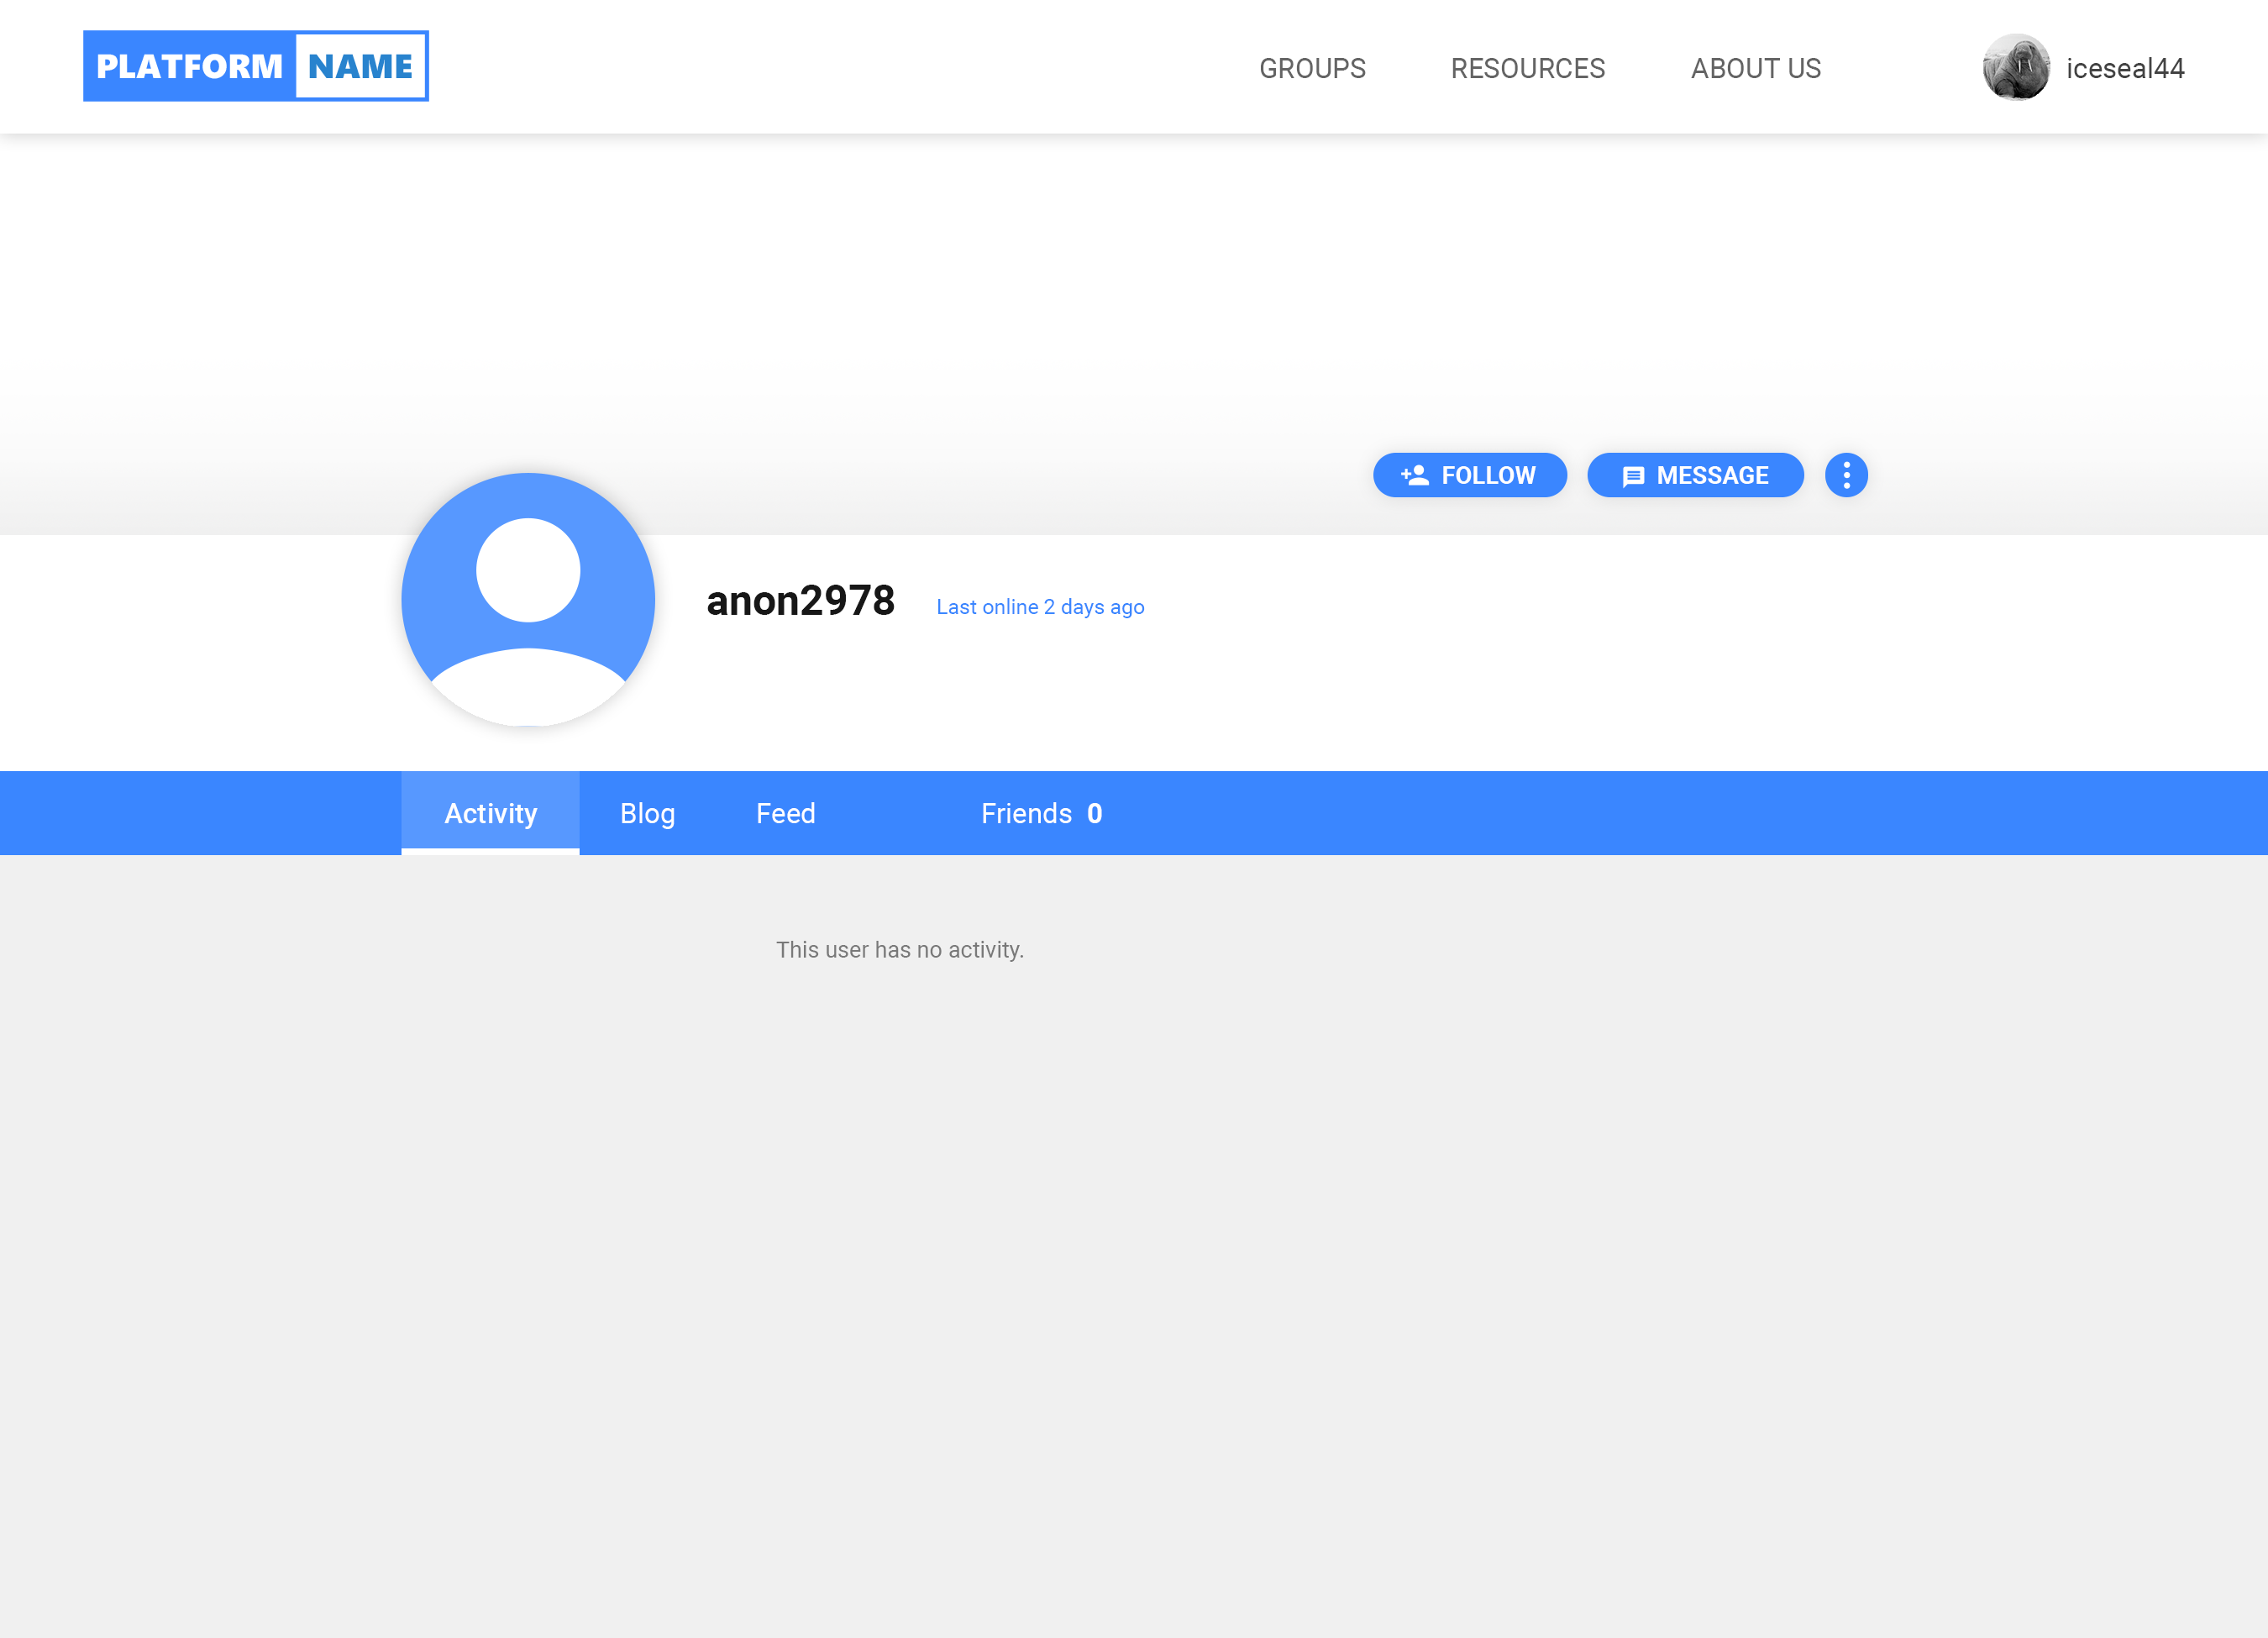 PLATFORM NAME
GROUPS RESOURCES ABOUT US iceseal44
FOLLOW MESSAGE
anon2978 Last online 2 days ago
Activity Blog Feed Friends 0
This user has no activity.